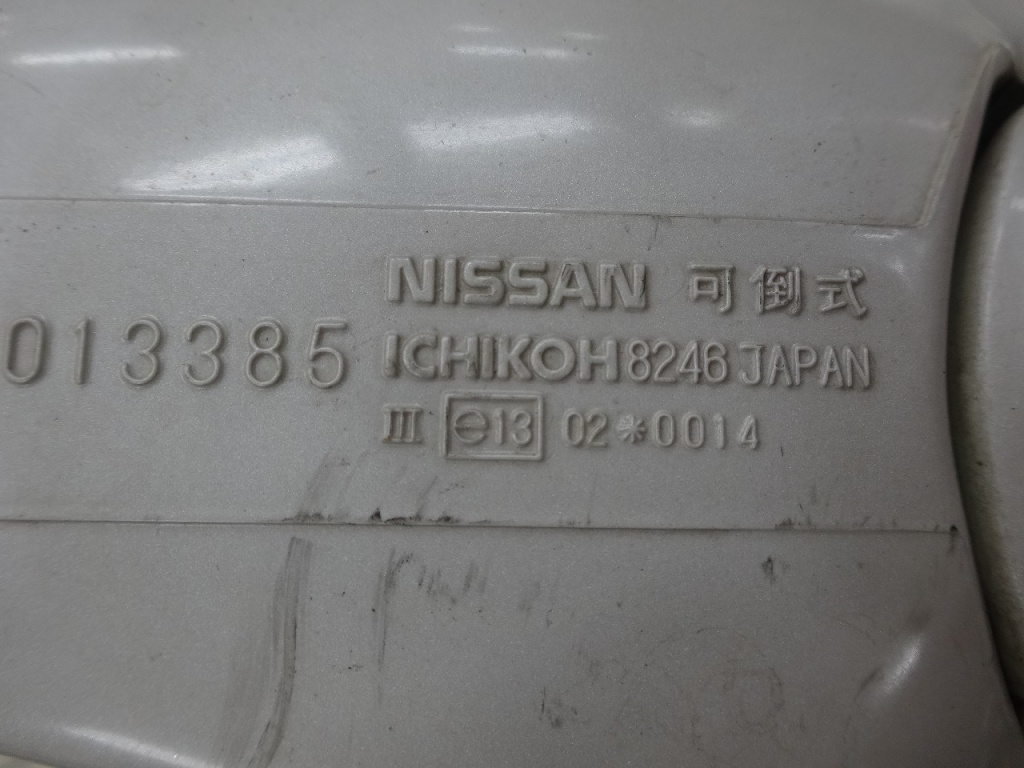 NISSAN 可倒式
013385 ICHIKOH 8246 JAPAN
III e13 02*0014